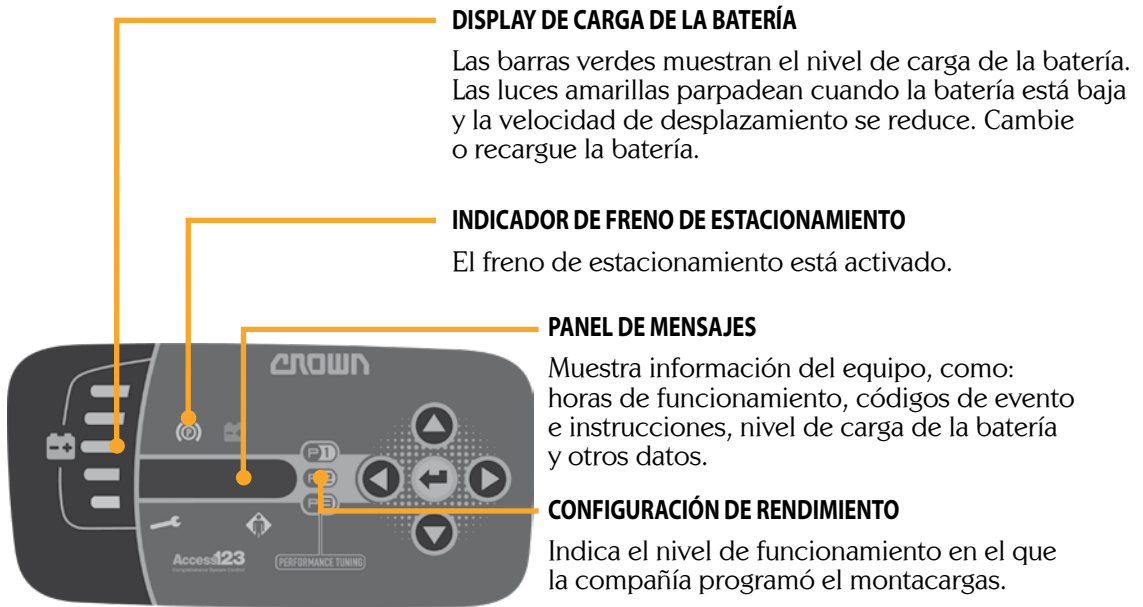 DISPLAY DE CARGA DE LA BATERÍA
Las barras verdes muestran el nivel de carga de la batería.
Las luces amarillas parpadean cuando la batería está baja
y la velocidad de desplazamiento se reduce. Cambie
o recargue la batería.
INDICADOR DE FRENO DE ESTACIONAMIENTO
El freno de estacionamiento está activado.
PANEL DE MENSAJES
Muestra información del equipo, como:
horas de funcionamiento, códigos de evento
e instrucciones, nivel de carga de la batería
y otros datos.
CONFIGURACIÓN DE RENDIMIENTO
Indica el nivel de funcionamiento en el que
la compañía programó el montacargas.
CROWN
(P)
P1
P2
P3
Access123
Comprehensive System Control
PERFORMANCE TUNING